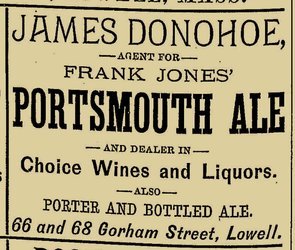 JAMES DONOHOE,
—AGENT FOR—
FRANK JONES'
PORTSMOUTH ALE
—AND DEALER IN—
Choice Wines and Liquors.
—ALSO—
PORTER AND BOTTLED ALE.
66 and 68 Gorham Street, Lowell.